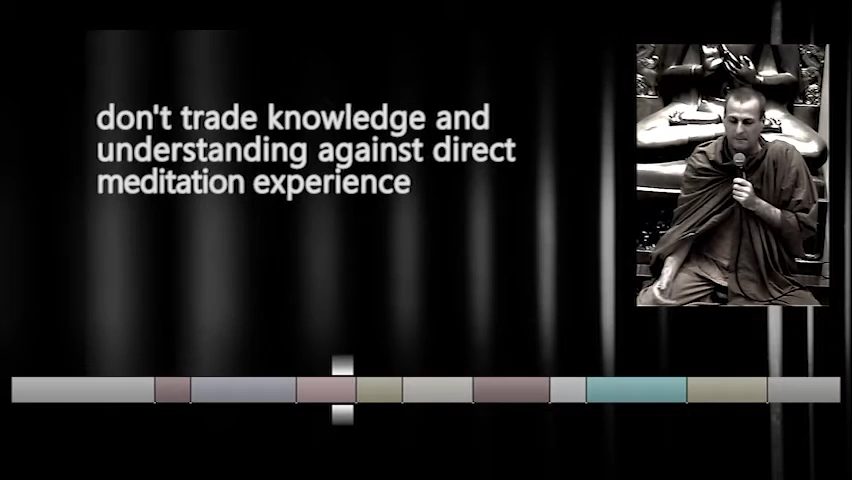 don't trade knowledge and
understanding against direct
meditation experience